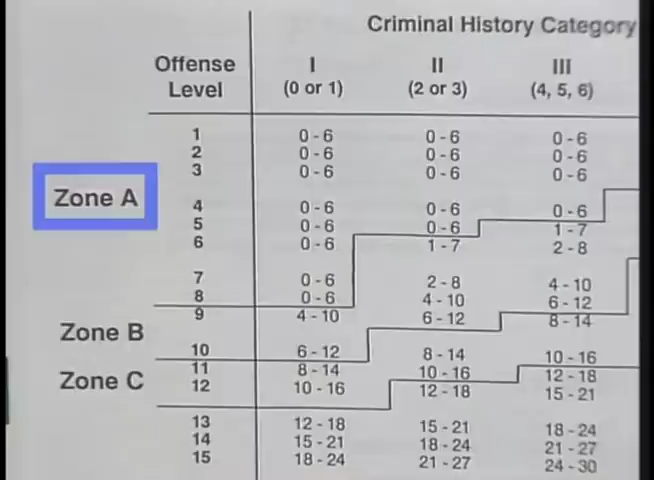 Criminal History Category
Offense Level I (0 or 1) II (2 or 3) III (4, 5, 6)
1 0 - 6 0 - 6 0 - 6
2 0 - 6 0 - 6 0 - 6
3 0 - 6 0 - 6 0 - 6
Zone A
4 0 - 6 0 - 6 0 - 6
5 0 - 6 0 - 6 1 - 7
6 0 - 6 1 - 7 2 - 8
7 0 - 6 2 - 8 4 - 10
8 0 - 6 4 - 10 6 - 12
9 4 - 10 6 - 12 8 - 14
Zone B
10 6 - 12 8 - 14 10 - 16
11 8 - 14 10 - 16 12 - 18
Zone C
12 10 - 16 12 - 18 15 - 21
13 12 - 18 15 - 21 18 - 24
14 15 - 21 18 - 24 21 - 27
15 18 - 24 21 - 27 24 - 30